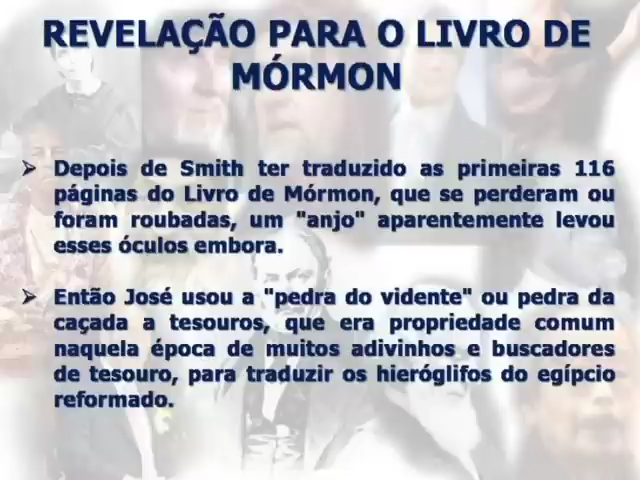 REVELAÇÃO PARA O LIVRO DE
MÓRMON
➢ Depois de Smith ter traduzido as primeiras 116
páginas do Livro de Mórmon, que se perderam ou
foram roubadas, um "anjo" aparentemente levou
esses óculos embora.
➢ Então José usou a "pedra do vidente" ou pedra da
caçada a tesouros, que era propriedade comum
naquela época de muitos adivinhos e buscadores
de tesouro, para traduzir os hieróglifos do egípcio
reformado.